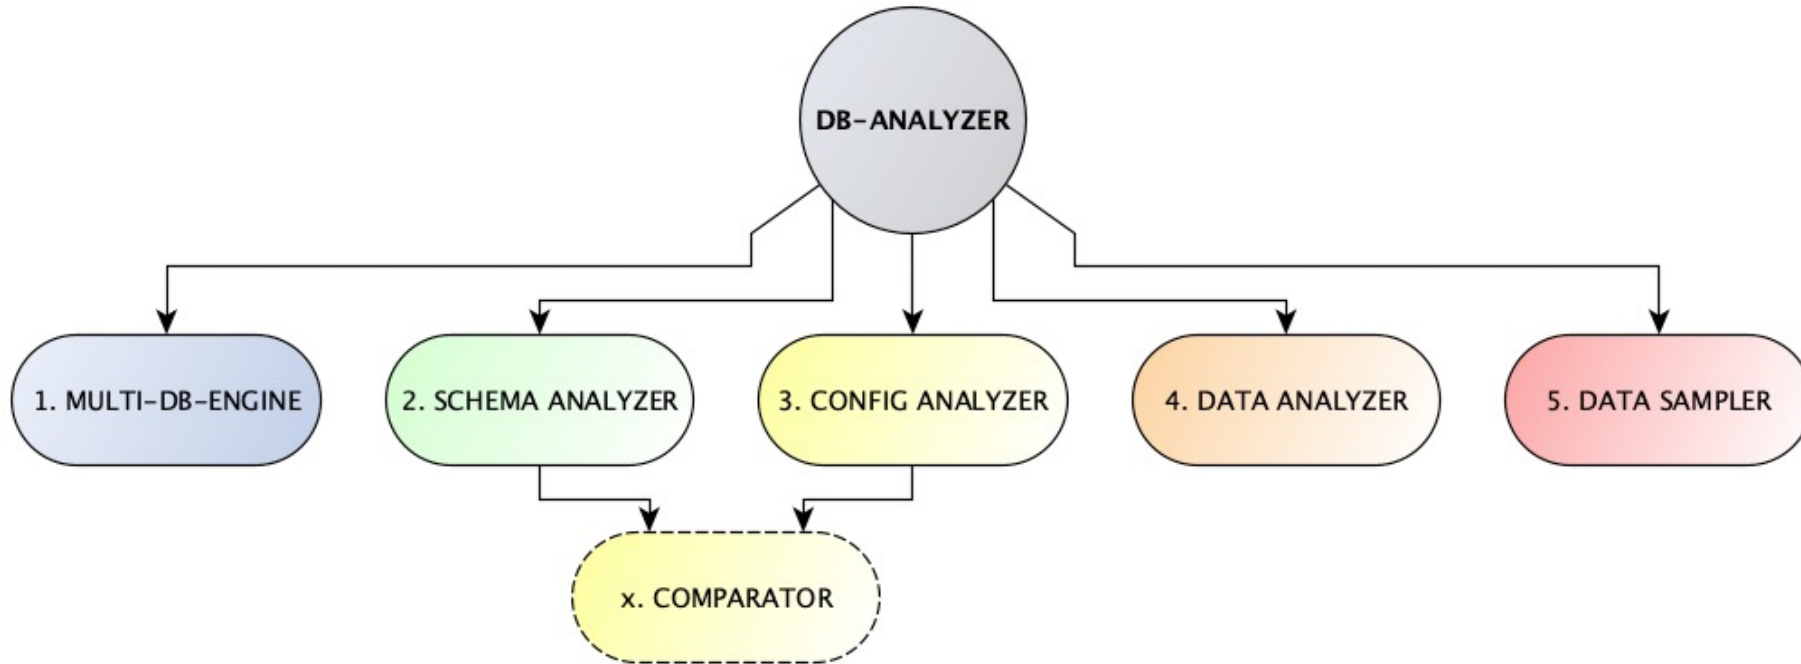 DB-ANALYZER
1. MULTI-DB-ENGINE
2. SCHEMA ANALYZER
3. CONFIG ANALYZER
4. DATA ANALYZER
5. DATA SAMPLER
x. COMPARATOR